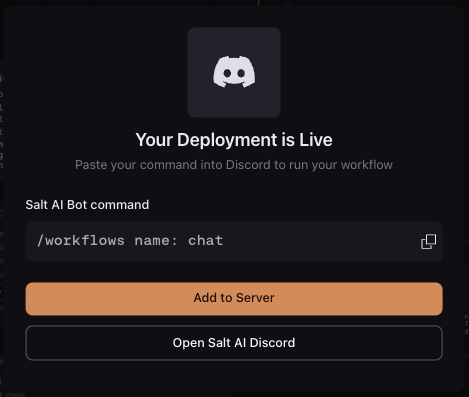 Your Deployment is Live
Paste your command into Discord to run your workflow
Salt AI Bot command
/workflows name: chat
Add to Server
Open Salt AI Discord